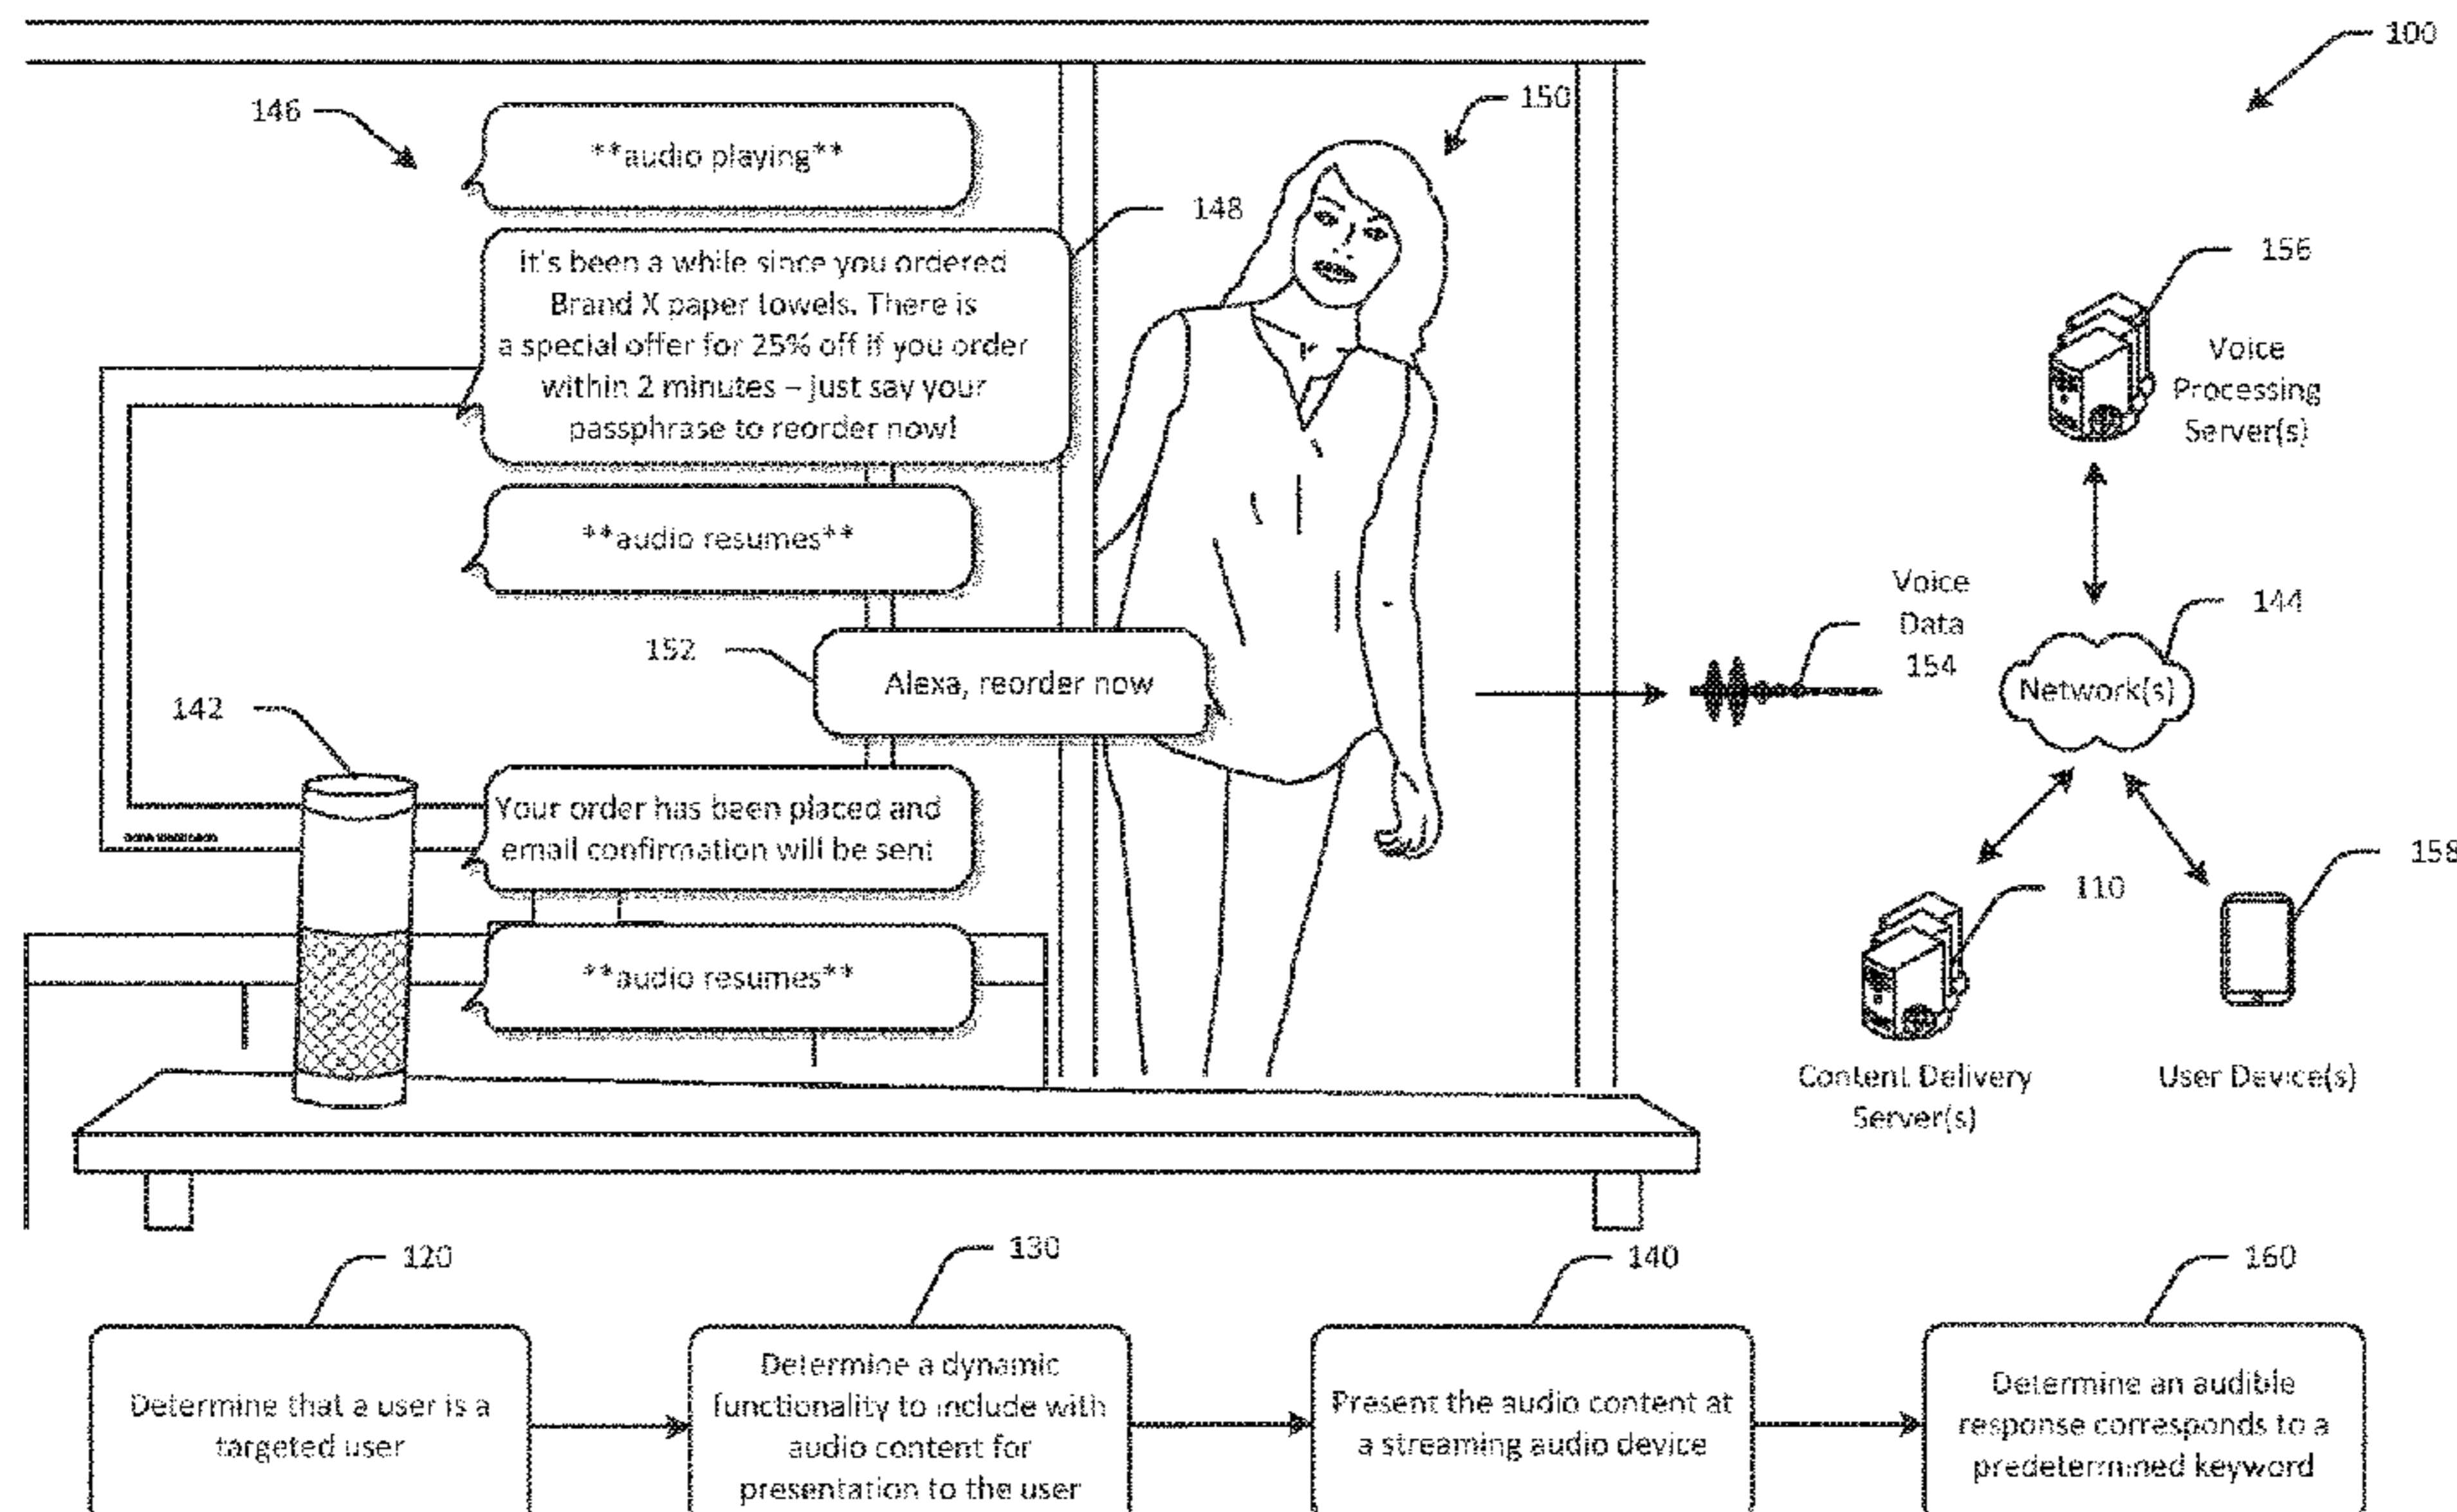 100
146
**audio playing**
150
148
It's been a while since you ordered
Brand X paper towels. There is
a special offer for 25% off if you order
within 2 minutes – just say your
passphrase to reorder now!
156
Voice
Processing
Server(s)
**audio resumes**
152
Alexa, reorder now
Voice
Data
154
144
Network(s)
142
Your order has been placed and
email confirmation will be sent
158
110
**audio resumes**
Content Delivery
Server(s)
User Device(s)
120
Determine that a user is a
targeted user
130
Determine a dynamic
functionality to include with
audio content for
presentation to the user
140
Present the audio content at
a streaming audio device
160
Determine an audible
response corresponds to a
predetermined keyword